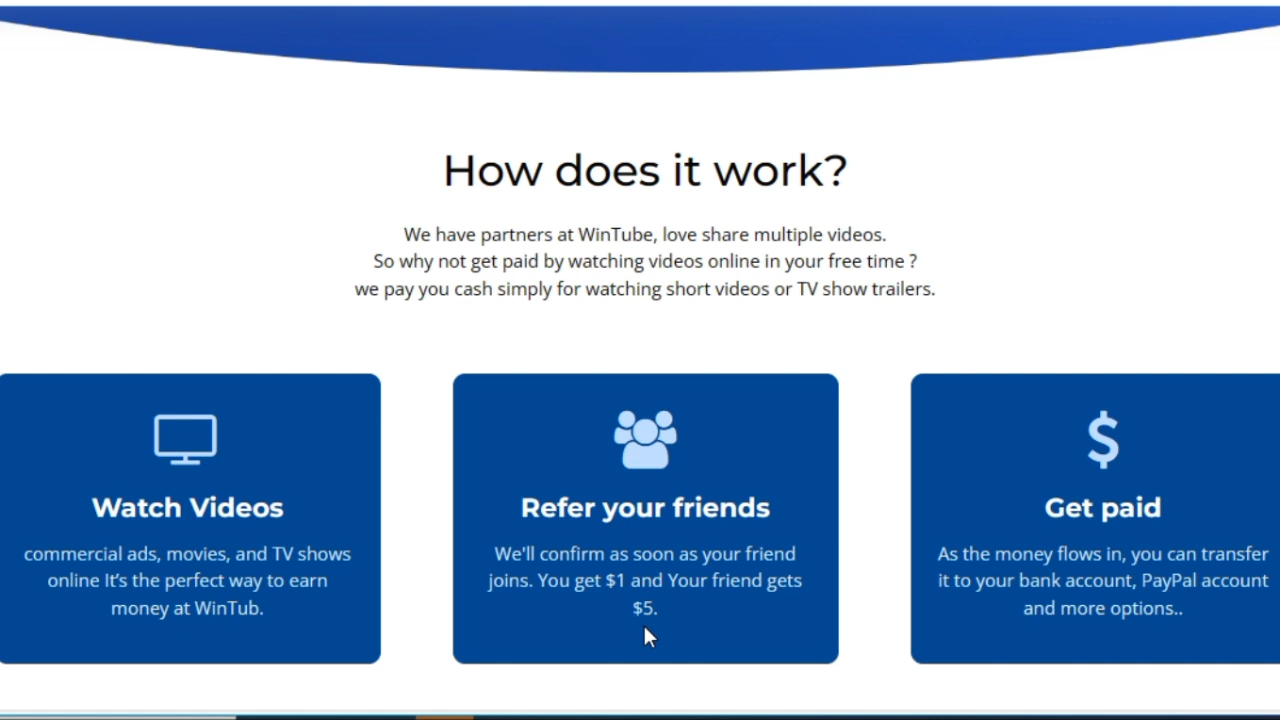 How does it work?
We have partners at WinTube, love share multiple videos.
So why not get paid by watching videos online in your free time ?
we pay you cash simply for watching short videos or TV show trailers.
Watch Videos
commercial ads, movies, and TV shows
online It's the perfect way to earn
money at WinTub.
Refer your friends
We'll confirm as soon as your friend
joins. You get $1 and Your friend gets
$5.
Get paid
As the money flows in, you can transfer
it to your bank account, PayPal account
and more options..